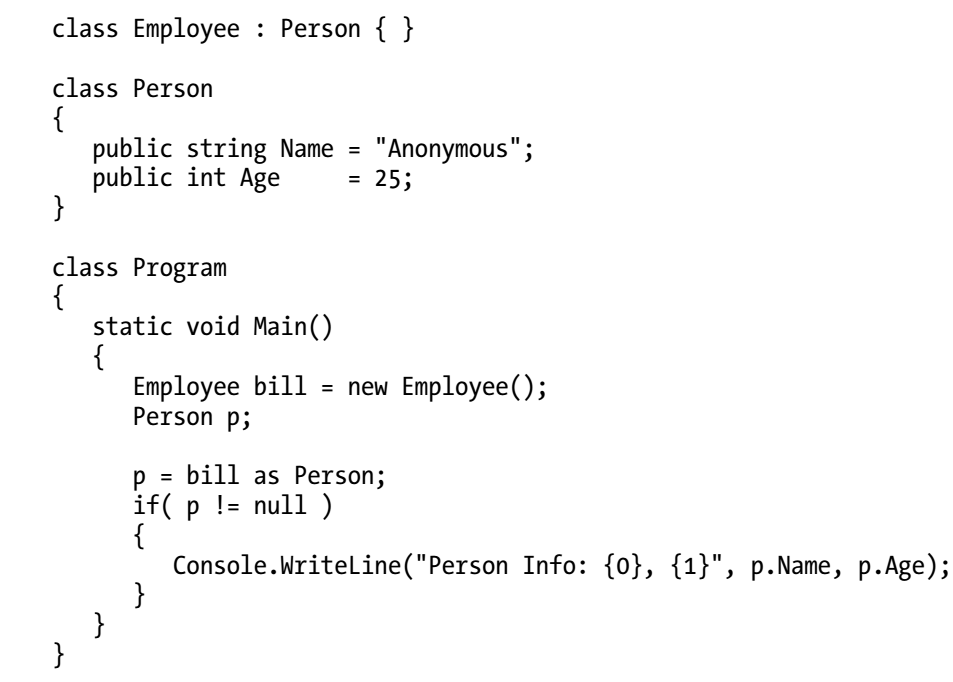 class Employee : Person { }
class Person
{
   public string Name = "Anonymous";
   public int Age     = 25;
}
class Program
{
   static void Main()
   {
      Employee bill = new Employee();
      Person p;
      p = bill as Person;
      if( p != null )
      {
         Console.WriteLine("Person Info: {0}, {1}", p.Name, p.Age);
      }
   }
}